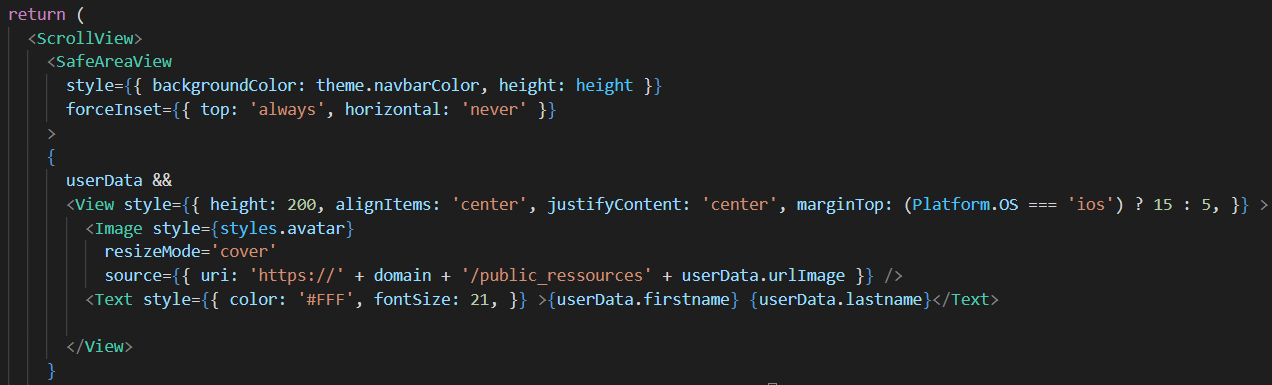 return (
<ScrollView>
<SafeAreaView
style={{ backgroundColor: theme.navbarColor, height: height }}
forceInset={{ top: 'always', horizontal: 'never' }}
>
{
userData &&
<View style={{ height: 200, alignItems: 'center', justifyContent: 'center', marginTop: (Platform.OS === 'ios') ? 15 : 5, }} >
<Image style={styles.avatar}
resizeMode='cover'
source={{ uri: 'https://' + domain + '/public_ressources' + userData.urlImage }} />
<Text style={{ color: '#FFF', fontSize: 21, }} >{userData.firstname} {userData.lastname}</Text>
</View>
}